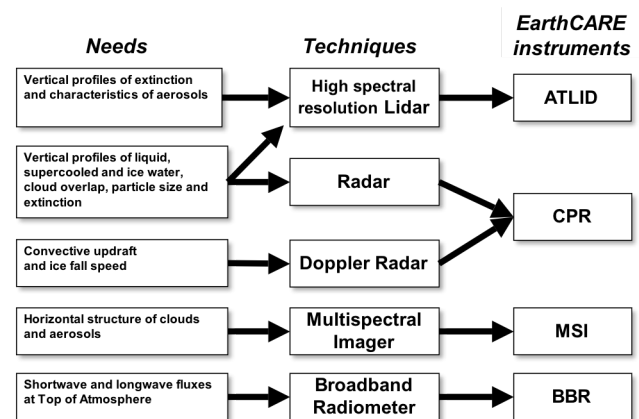 Needs
Techniques
EarthCARE
instruments
Vertical profiles of extinction
and characteristics of aerosols
High spectral
resolution Lidar
ATLID
Vertical profiles of liquid,
supercooled and ice water,
cloud overlap, particle size and
extinction
Radar
CPR
Convective updraft
and ice fall speed
Doppler Radar
Horizontal structure of clouds
and aerosols
Multispectral
Imager
MSI
Shortwave and longwave fluxes
at Top of Atmosphere
Broadband
Radiometer
BBR